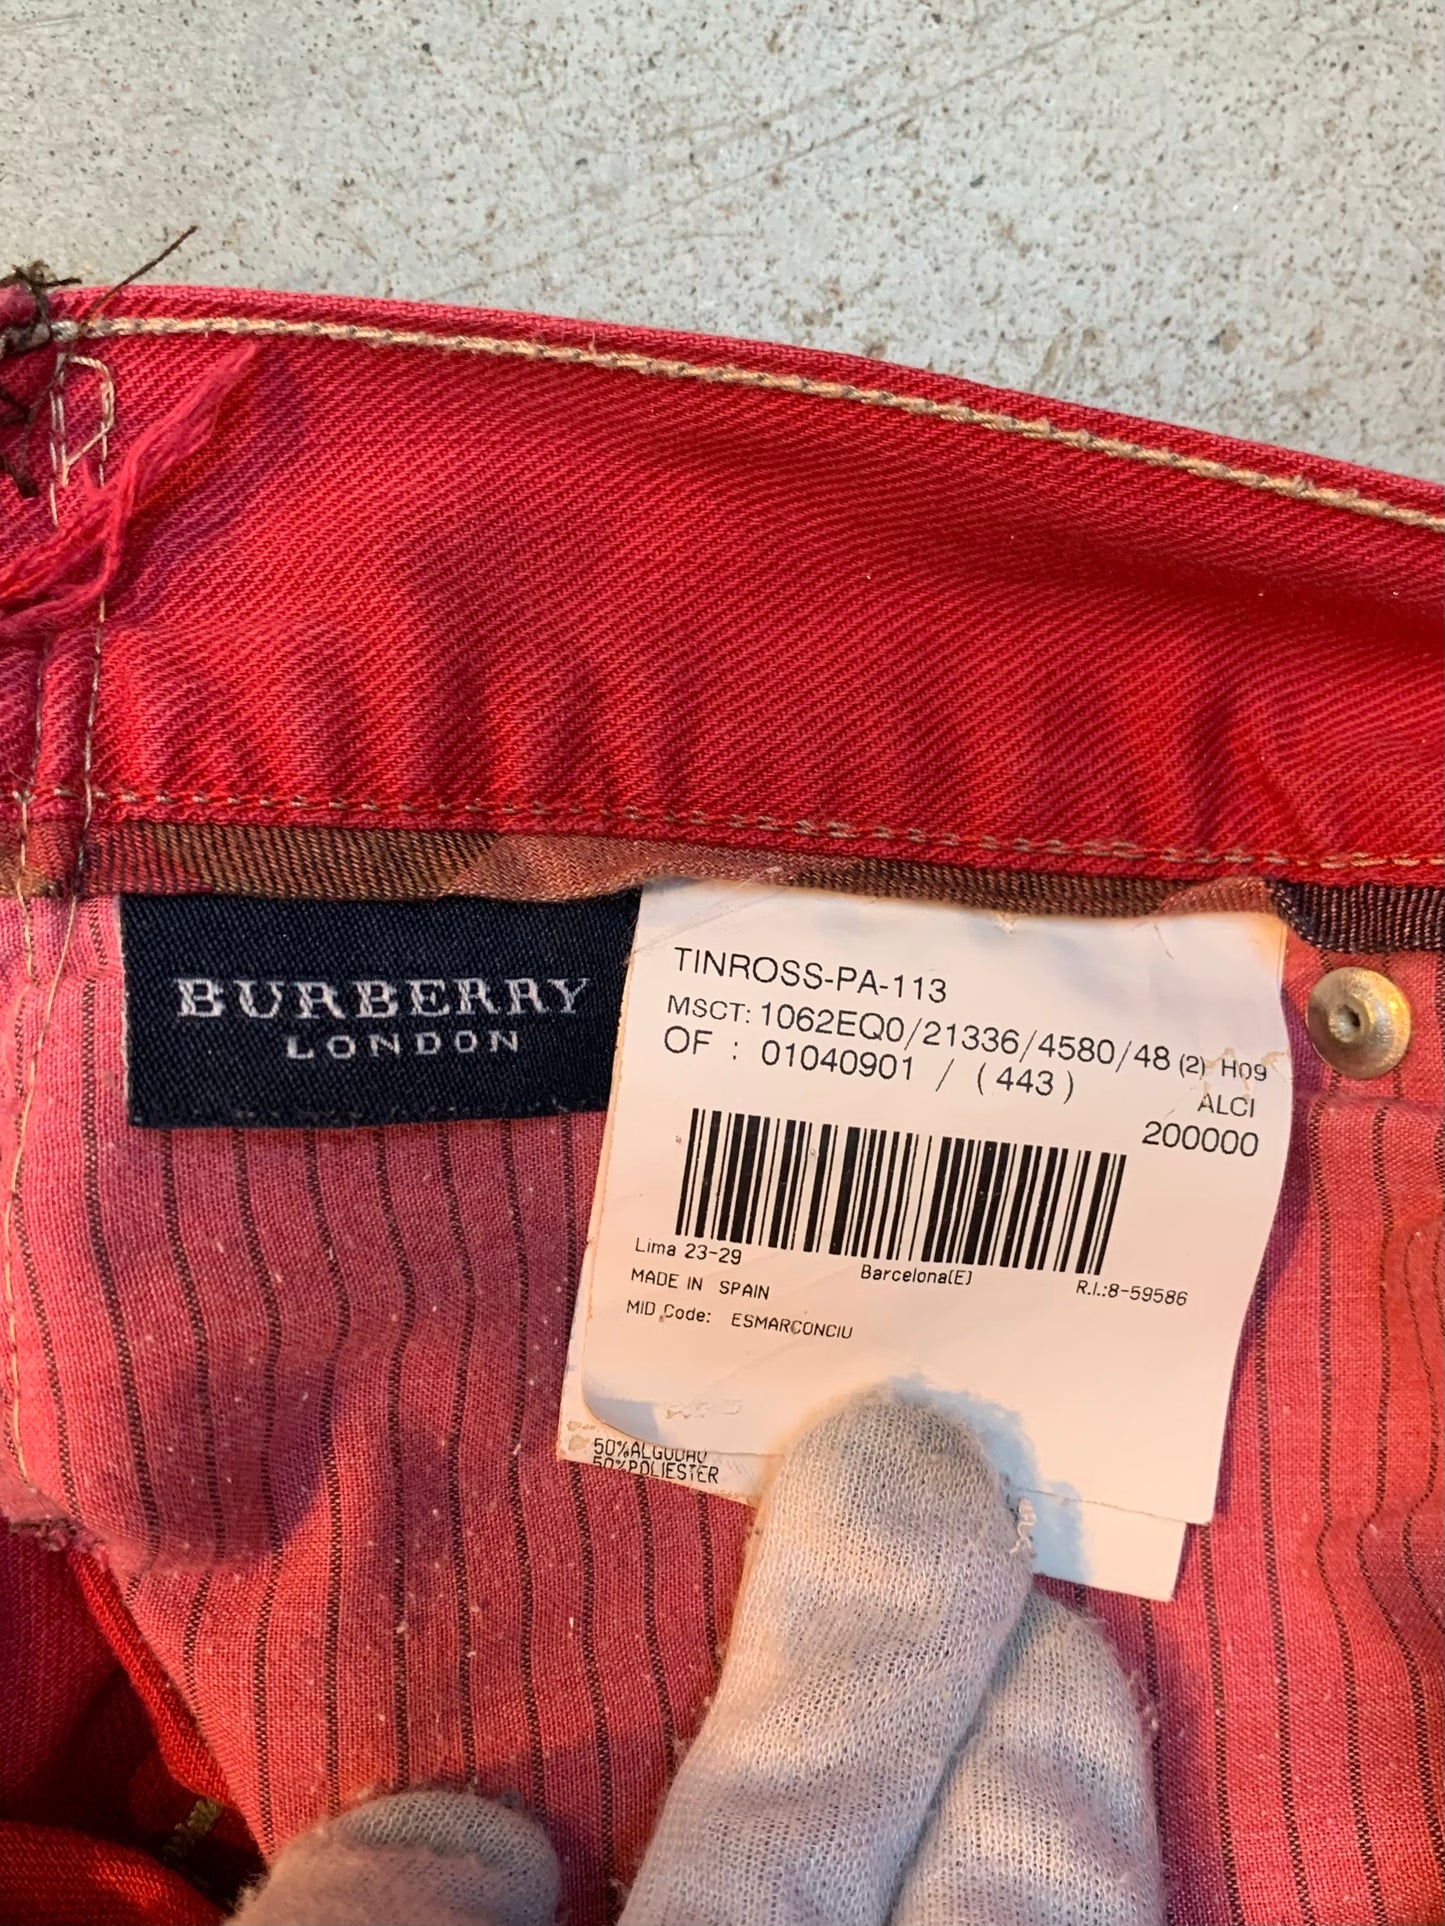 BURBERRY
LONDON
TINROSS-PA-113
MSCT: 1062EQ0/21336/4580/48 (2) H09
OF : 01040901 / (443)
ALCI
200000
Lima 23-29
Barcelona(E)
R.I.:8-59586
MADE IN SPAIN
MID Code: ESMARCONCIU
50%ALGODAO
50%POLIESTER